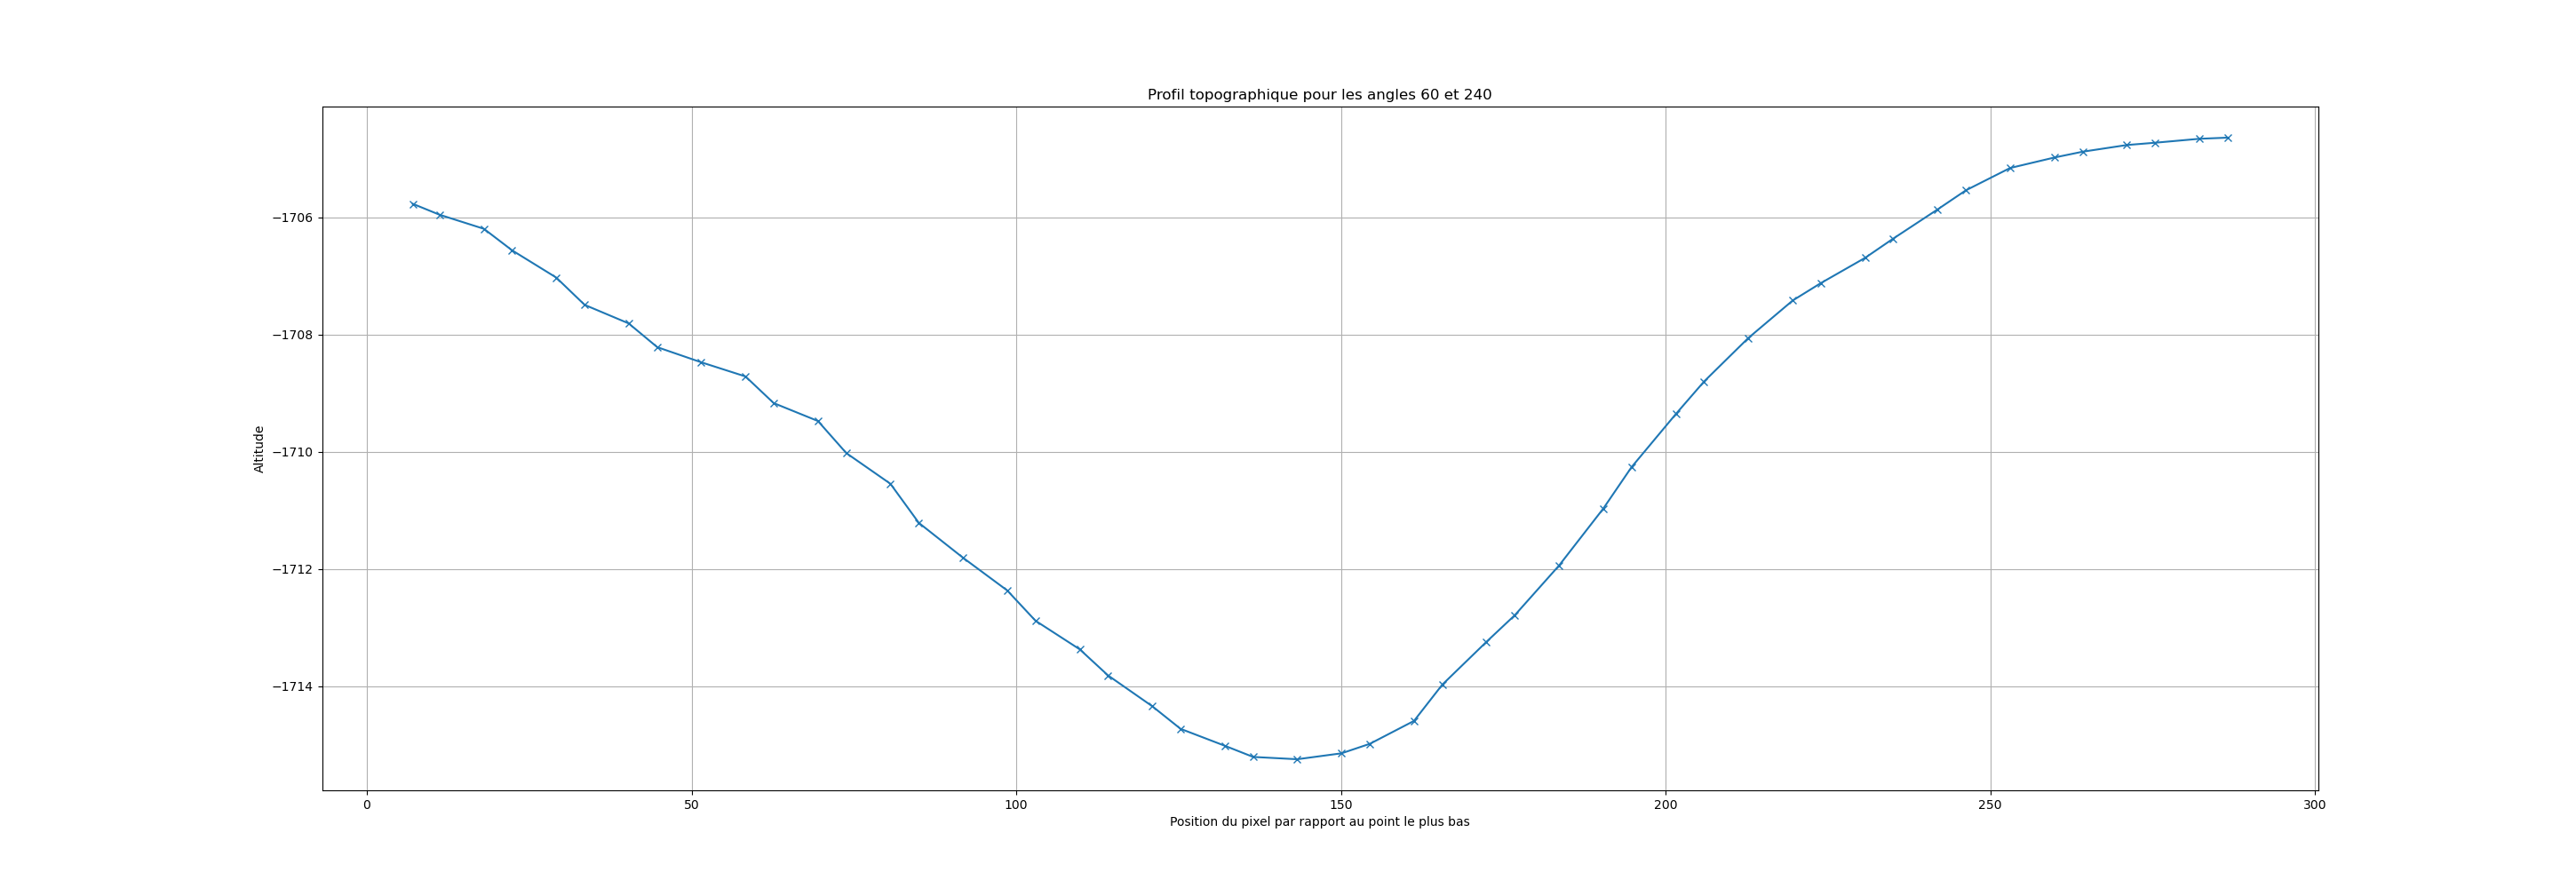 Profil topographique pour les angles 60 et 240
Altitude
−1706
−1708
−1710
−1712
−1714
0 50 100 150 200 250 300
Position du pixel par rapport au point le plus bas